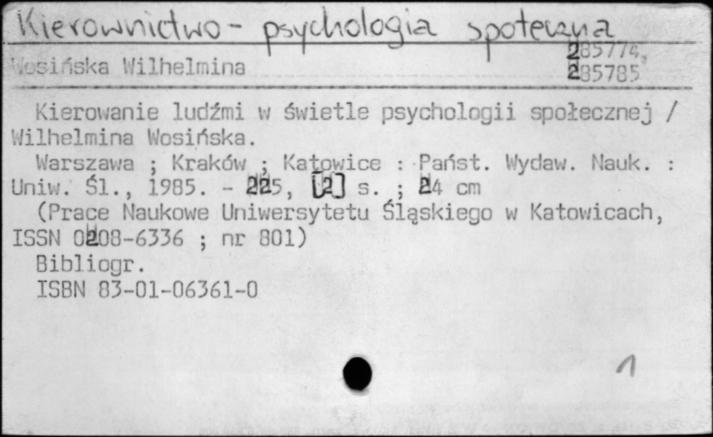 Kierownictwo - psychologia społeczna
285774,
Wosińska Wilhelmina
285785
Kierowanie ludźmi w świetle psychologii społecznej /
Wilhelmina Wosińska.
Warszawa ; Kraków ; Katowice : Państ. Wydaw. Nauk. :
Uniw. Śl., 1985. - 225, [2] s. ; 24 cm
(Prace Naukowe Uniwersytetu Śląskiego w Katowicach,
ISSN 0208-6336 ; nr 801)
Bibliogr.
ISBN 83-01-06361-0
1